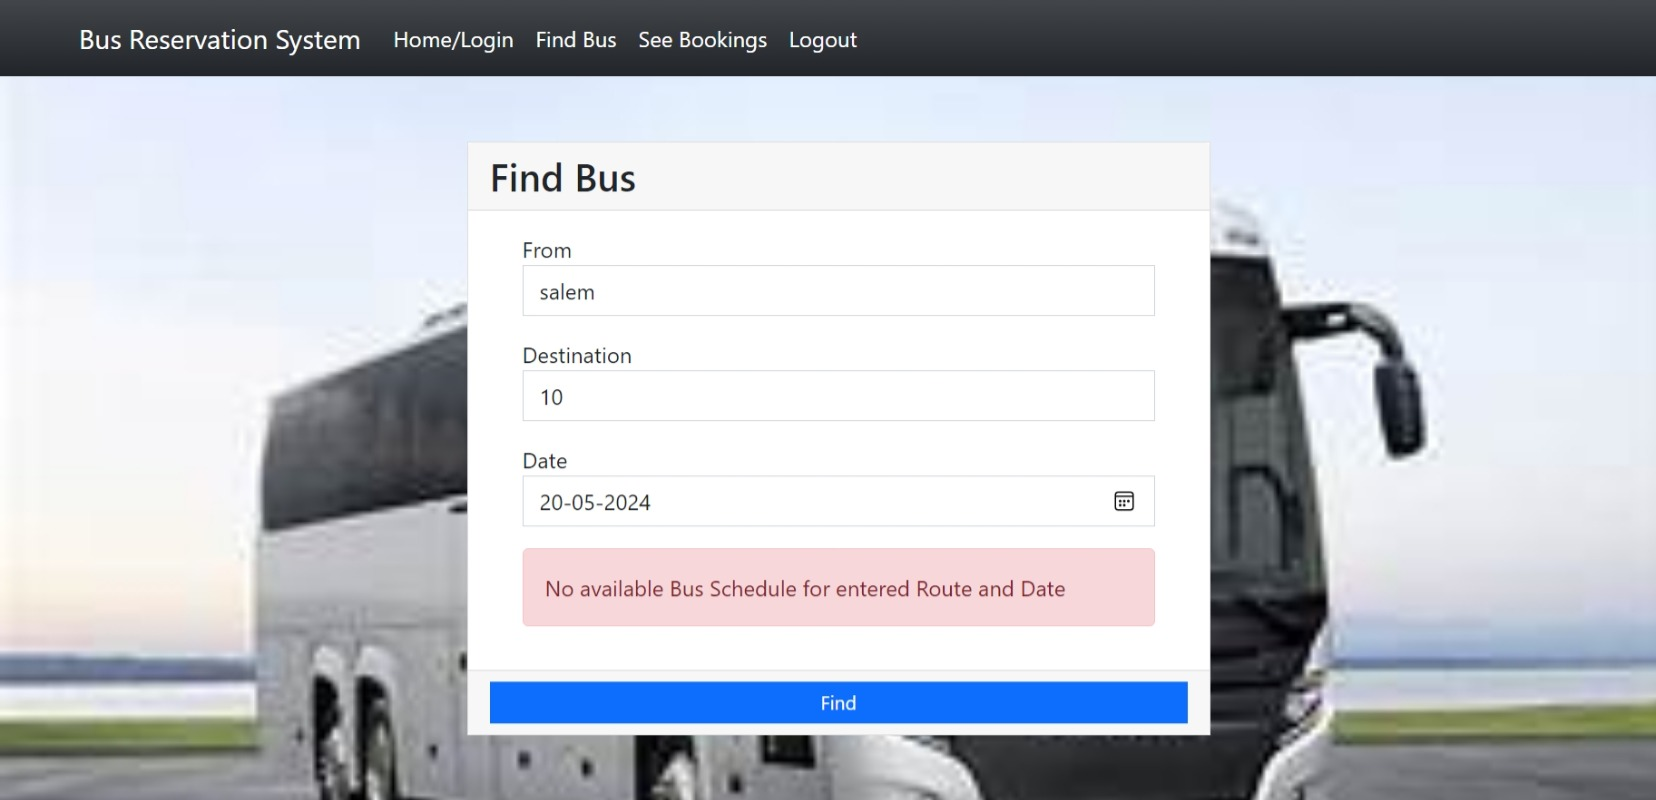 Bus Reservation System Home/Login Find Bus See Bookings Logout
Find Bus
From
salem
Destination
10
Date
20-05-2024
No available Bus Schedule for entered Route and Date
Find